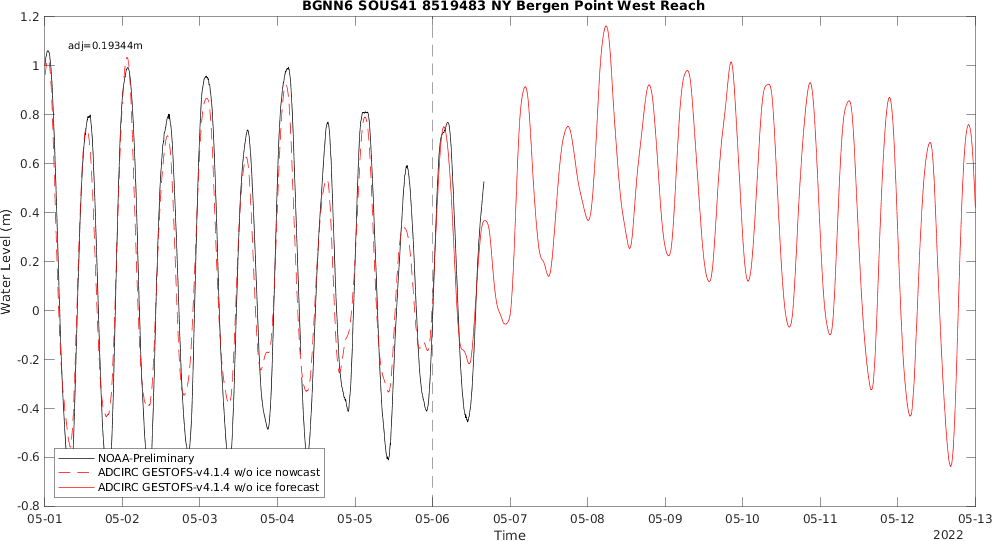 BGNN6 SOUS41 8519483 NY Bergen Point West Reach
adj=0.19344m
1.2
1
0.8
0.6
0.4
0.2
0
-0.2
-0.4
-0.6
-0.8
Water Level (m)
NOAA-Preliminary
ADCIRC GESTOFS-v4.1.4 w/o ice nowcast
ADCIRC GESTOFS-v4.1.4 w/o ice forecast
05-01 05-02 05-03 05-04 05-05 05-06 05-07 05-08 05-09 05-10 05-11 05-12 05-13
Time
2022